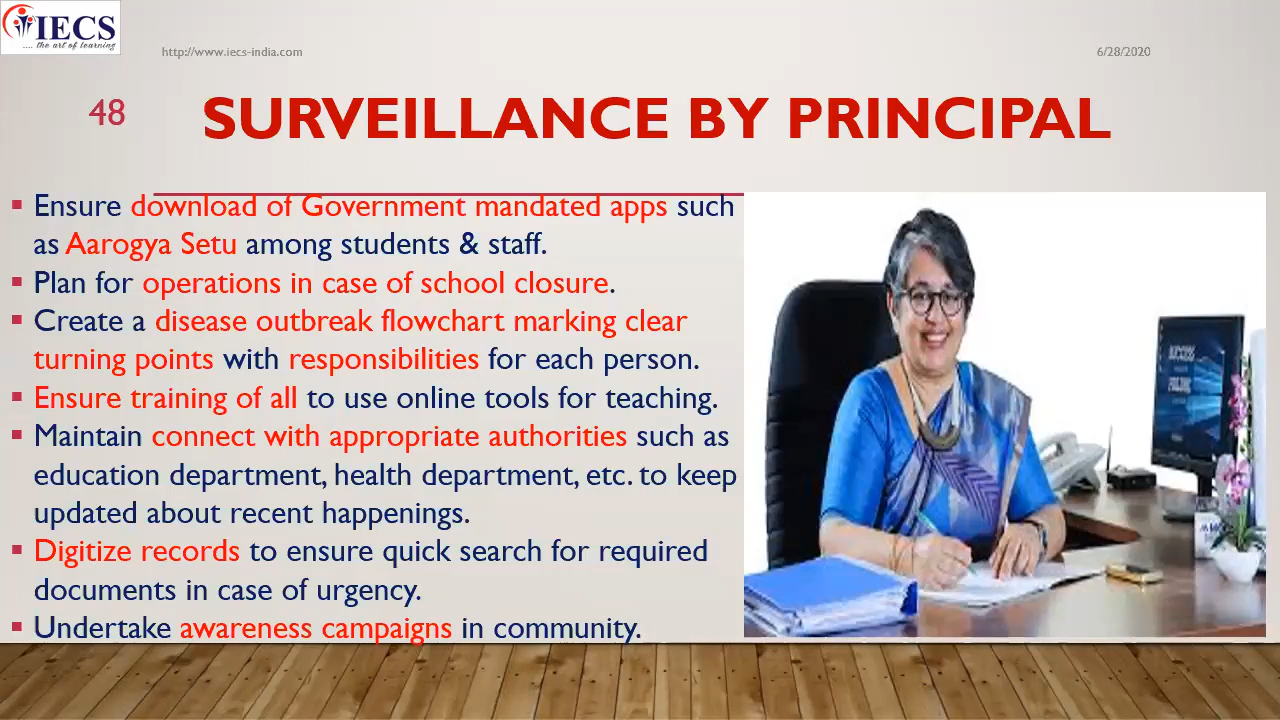 IECS
.... the art of learning
http://www.iecs-india.com
6/28/2020
48
SURVEILLANCE BY PRINCIPAL
▪ Ensure download of Government mandated apps such
as Aarogya Setu among students & staff.
▪ Plan for operations in case of school closure.
▪ Create a disease outbreak flowchart marking clear
turning points with responsibilities for each person.
▪ Ensure training of all to use online tools for teaching.
▪ Maintain connect with appropriate authorities such as
education department, health department, etc. to keep
updated about recent happenings.
▪ Digitize records to ensure quick search for required
documents in case of urgency.
▪ Undertake awareness campaigns in community.